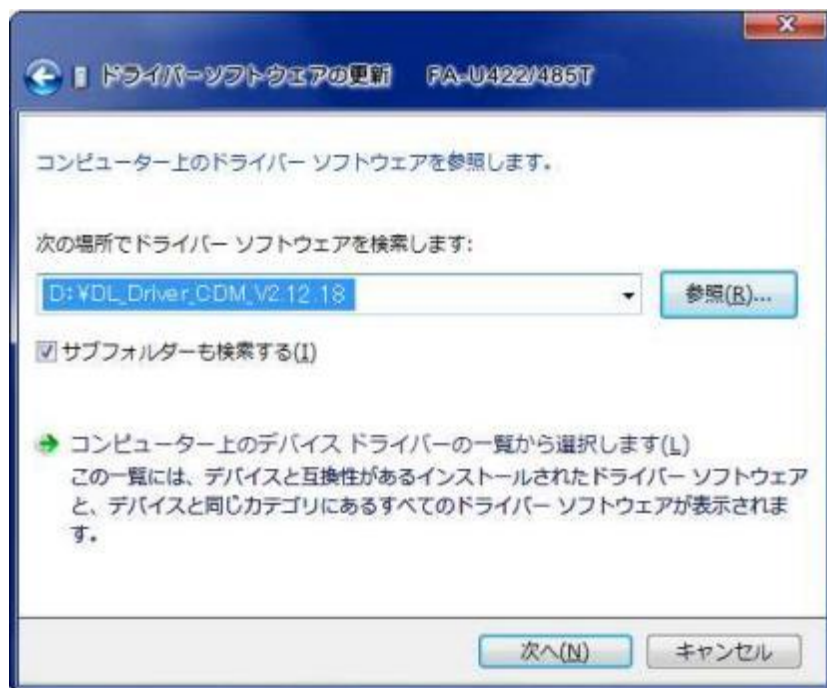 ドライバーソフトウェアの更新　FA-U422/485T
コンピューター上のドライバー ソフトウェアを参照します。
次の場所でドライバー ソフトウェアを検索します:
D:¥DL_Driver_CDM_V2.12.18
参照(R)...
サブフォルダーも検索する(I)
コンピューター上のデバイス ドライバーの一覧から選択します(L)
この一覧には、デバイスと互換性があるインストールされたドライバー ソフトウェア
と、デバイスと同じカテゴリにあるすべてのドライバー ソフトウェアが表示されま
す。
次へ(N)
キャンセル